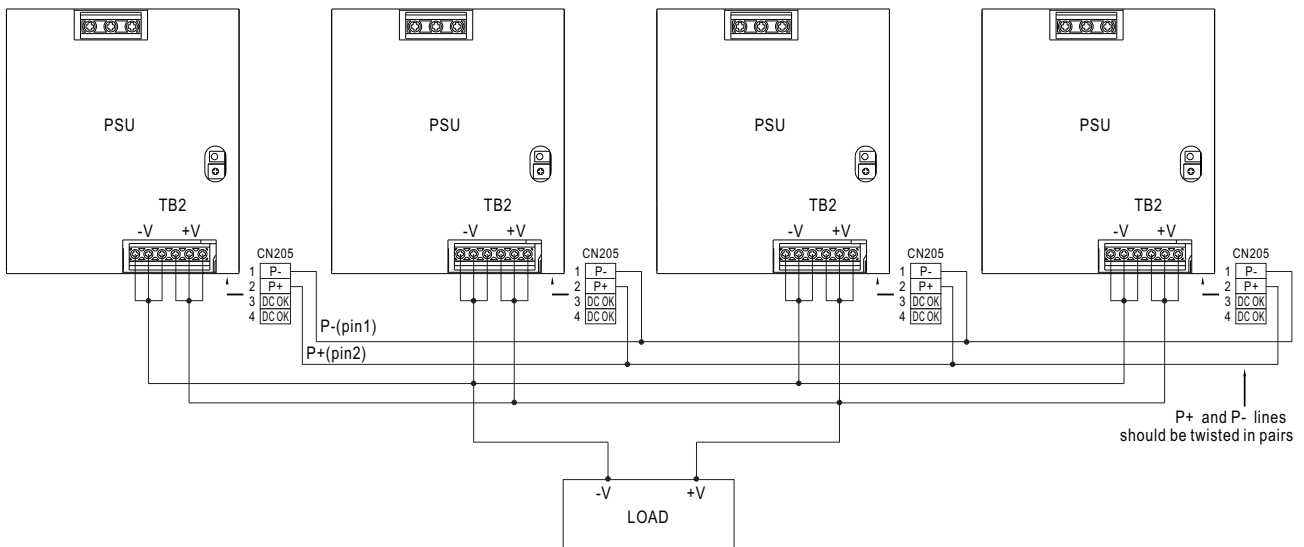 PSU
PSU
PSU
PSU
TB2
TB2
TB2
TB2
-V +V
-V +V
-V +V
-V +V
CN205
1 P-
2 P+
3 DC OK
4 DC OK
CN205
1 P-
2 P+
3 DC OK
4 DC OK
CN205
1 P-
2 P+
3 DC OK
4 DC OK
CN205
1 P-
2 P+
3 DC OK
4 DC OK
P-(pin1)
P+(pin2)
P+ and P- lines
should be twisted in pairs
-V +V
LOAD